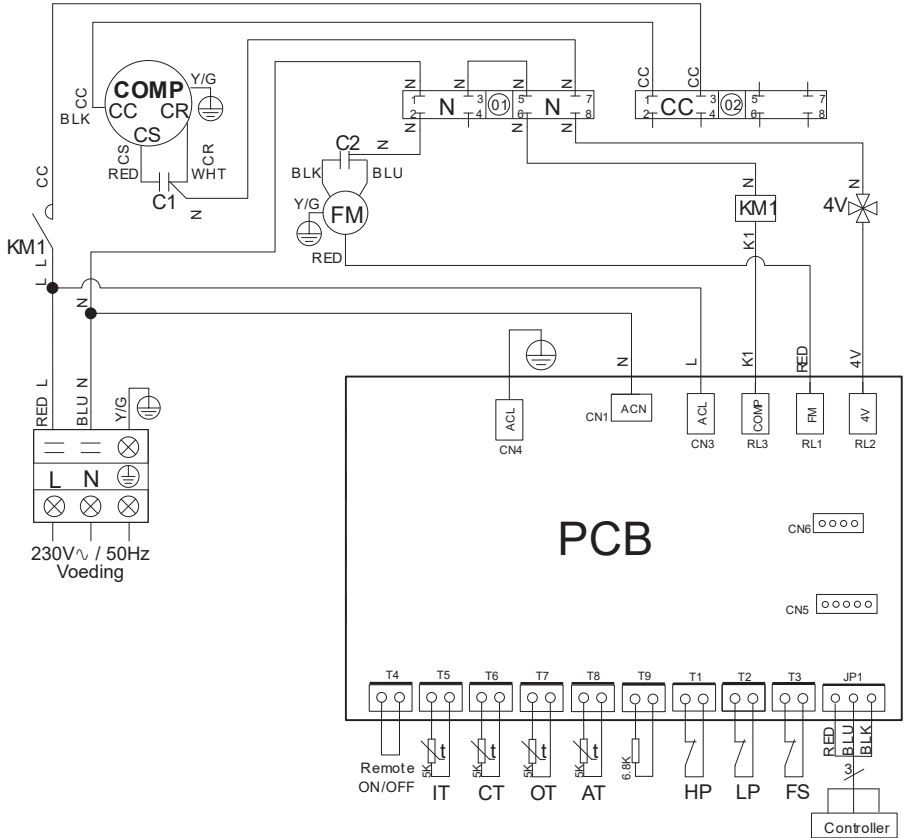 COMP
CC CR
CS
Y/G
CC
BLK
CS
RED
CR
WHT
C1
N
CC
KM1
L
L
N
RED L
BLU N
Y/G
L N
230V∿ / 50Hz
Voeding
C2
N
BLK BLU
Y/G
FM
RED
N N N N
1 3 5 7
N 01 N
2 4 6 8
N N N
CC CC
1 3 5 7
CC 02
2 4 6 8
N
KM1
K1
N
4V
N L K1 RED 4V
ACL
CN4
CN1 ACN
ACL
CN3
COMP
RL3
FM
RL1
4V
RL2
PCB
CN6
CN5
T4 T5 T6 T7 T8 T9 T1 T2 T3 JP1
Remote
ON/OFF
5K t
IT
5K t
CT
5K t
OT
5K t
AT
6.8K
HP LP FS
RED BLU BLK
3
Controller